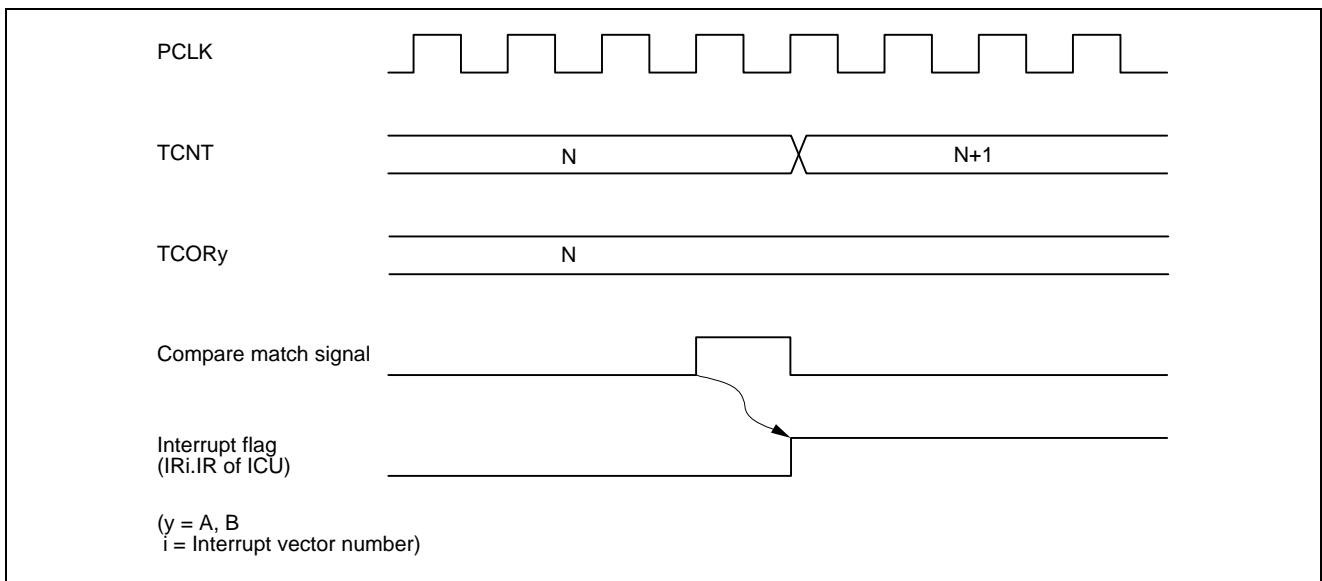 PCLK
TCNT
N
N+1
TCORy
N
Compare match signal
Interrupt flag
(IRi.IR of ICU)
(y = A, B
i = Interrupt vector number)